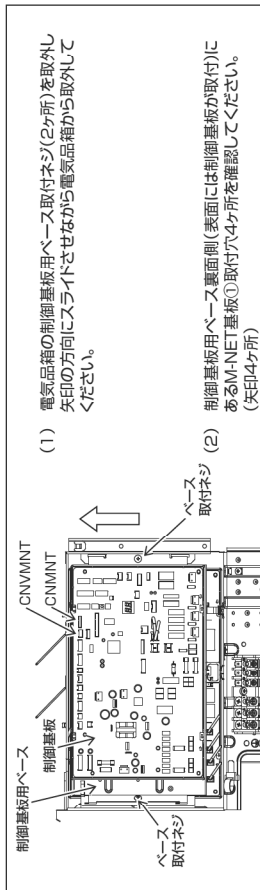 (1) 電気品箱の制御基板用ベース取付ネジ(2ヶ所)を取外し
矢印の方向にスライドさせながら電気品箱から取外して
ください。
(2) 制御基板用ベース裏面側(表面には制御基板が取付)に
あるM-NET基板①取付穴4ヶ所を確認してください。
(矢印4ヶ所)
CNVMNT
CNMNT
制御基板用ベース
制御基板
ベース
取付ネジ
ベース
取付ネジ